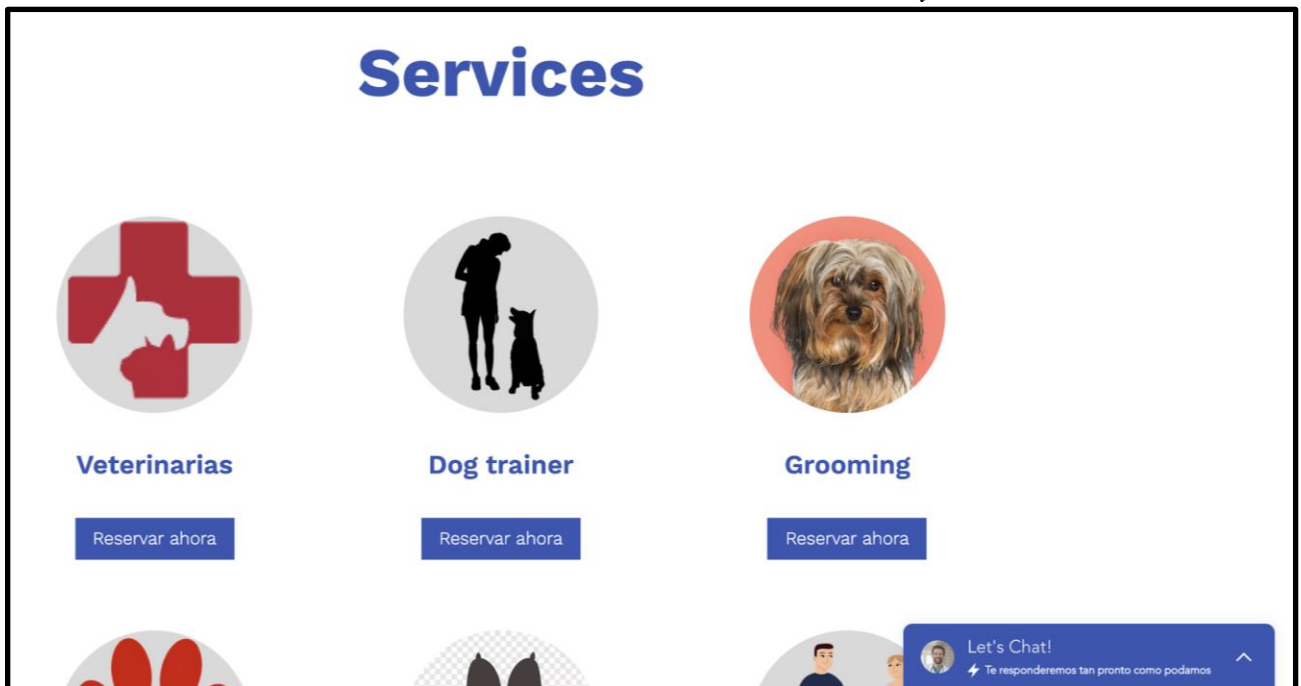 Services
Veterinarias
Dog trainer
Grooming
Reservar ahora
Reservar ahora
Reservar ahora
Let's Chat!
Te responderemos tan pronto como podamos